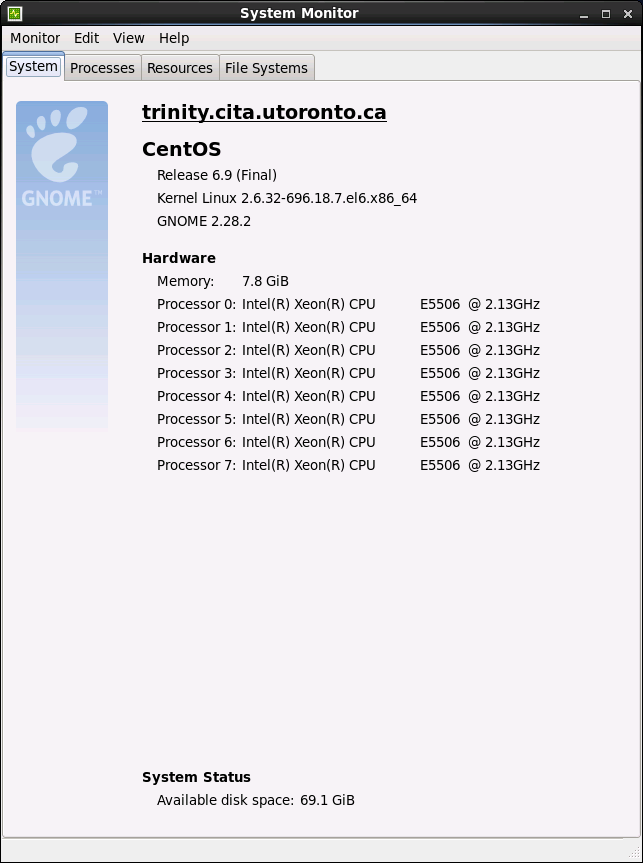 System Monitor
Monitor Edit View Help
System Processes Resources File Systems
GNOME™
trinity.cita.utoronto.ca
CentOS
Release 6.9 (Final)
Kernel Linux 2.6.32-696.18.7.el6.x86_64
GNOME 2.28.2
Hardware
Memory: 7.8 GiB
Processor 0: Intel(R) Xeon(R) CPU E5506 @ 2.13GHz
Processor 1: Intel(R) Xeon(R) CPU E5506 @ 2.13GHz
Processor 2: Intel(R) Xeon(R) CPU E5506 @ 2.13GHz
Processor 3: Intel(R) Xeon(R) CPU E5506 @ 2.13GHz
Processor 4: Intel(R) Xeon(R) CPU E5506 @ 2.13GHz
Processor 5: Intel(R) Xeon(R) CPU E5506 @ 2.13GHz
Processor 6: Intel(R) Xeon(R) CPU E5506 @ 2.13GHz
Processor 7: Intel(R) Xeon(R) CPU E5506 @ 2.13GHz
System Status
Available disk space: 69.1 GiB